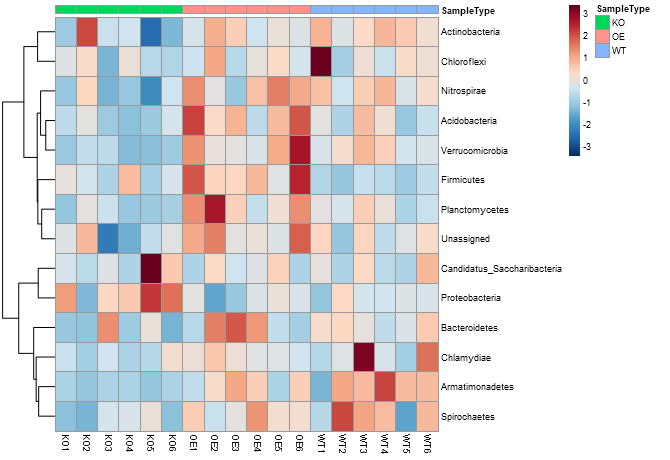 SampleType
SampleType
KO
OE
WT
3
2
1
0
-1
-2
-3
Actinobacteria
Chloroflexi
Nitrospirae
Acidobacteria
Verrucomicrobia
Firmicutes
Planctomycetes
Unassigned
Candidatus_Saccharibacteria
Proteobacteria
Bacteroidetes
Chlamydiae
Armatimonadetes
Spirochaetes
KO1 KO2 KO3 KO4 KO5 KO6 OE1 OE2 OE3 OE4 OE5 OE6 WT1 WT2 WT3 WT4 WT5 WT6